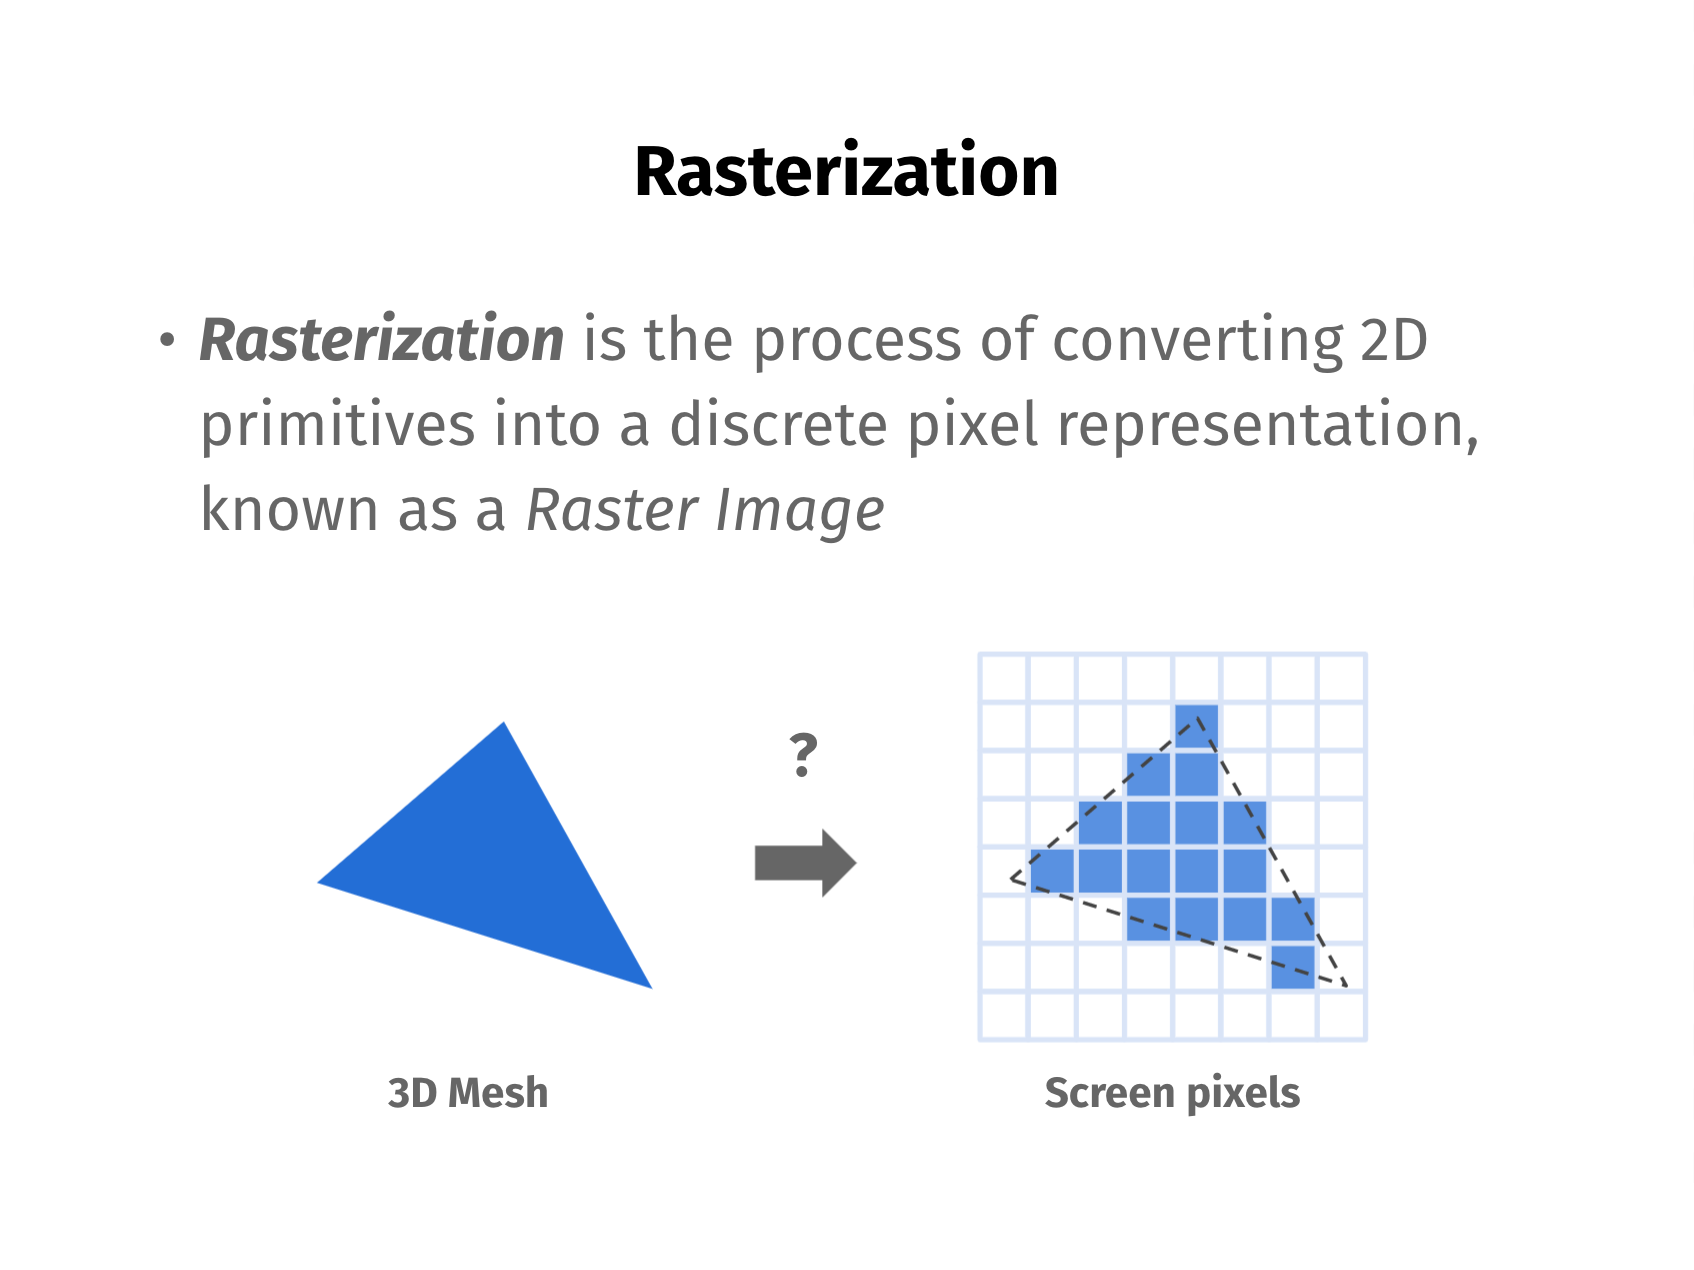 Rasterization
• Rasterization is the process of converting 2D
primitives into a discrete pixel representation,
known as a Raster Image
?
3D Mesh
Screen pixels